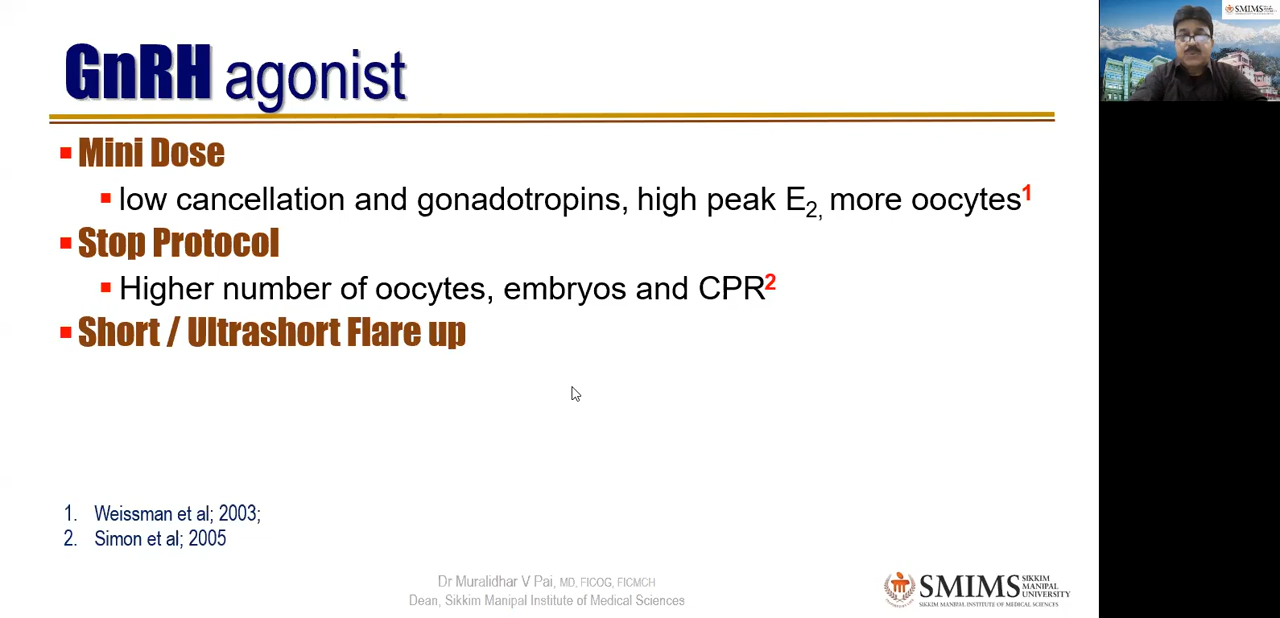 GnRH agonist
Mini Dose
low cancellation and gonadotropins, high peak E2, more oocytes1
Stop Protocol
Higher number of oocytes, embryos and CPR2
Short / Ultrashort Flare up
1. Weissman et al; 2003;
2. Simon et al; 2005
Dr Muralidhar V Pai, MD, FICOG, FICMCH
Dean, Sikkim Manipal Institute of Medical Sciences
SMIMS SIKKIM MANIPAL UNIVERSITY
SIKKIM MANIPAL INSTITUTE OF MEDICAL SCIENCES
SMIMS